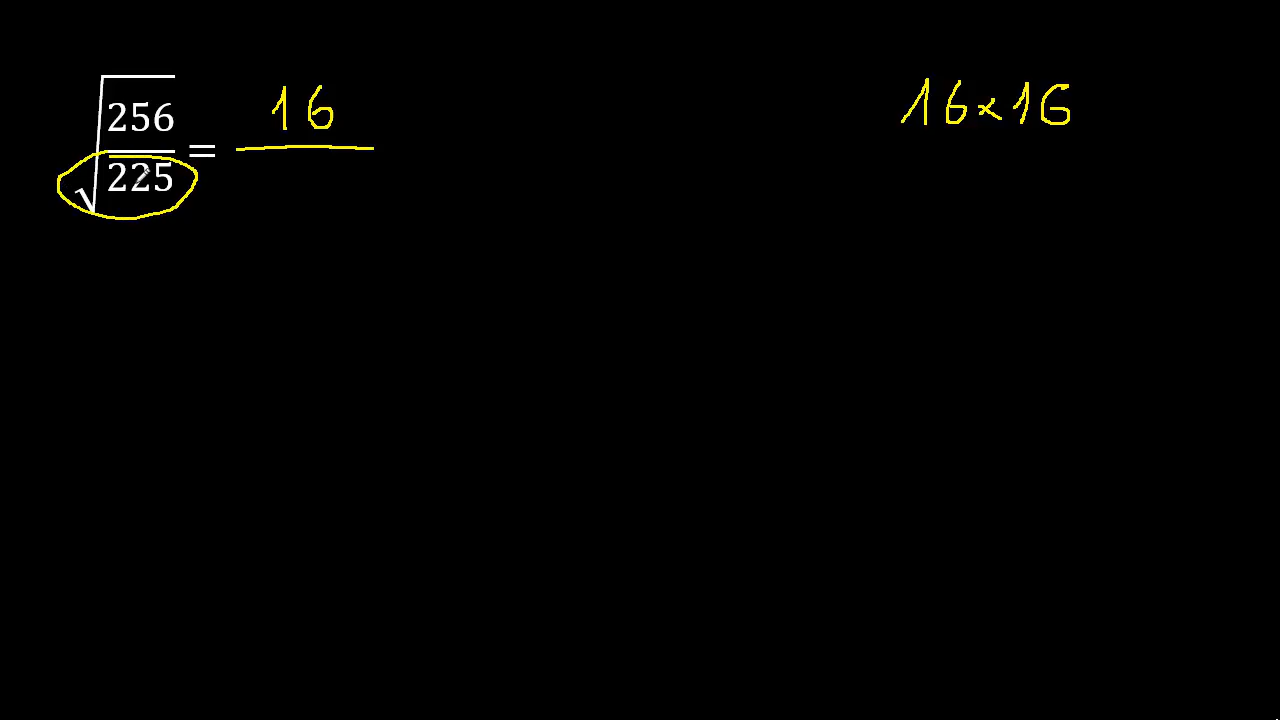 √(256/225) = 16/
16×16